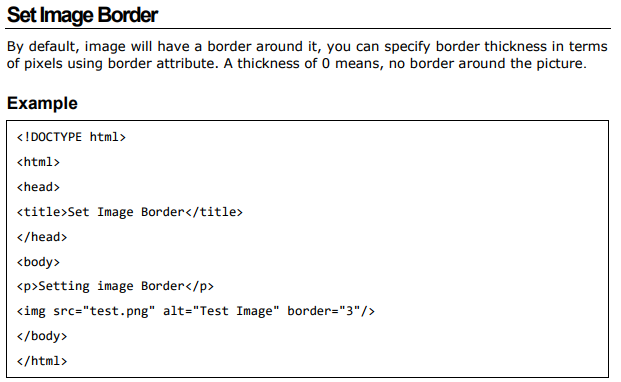 Set Image Border
By default, image will have a border around it, you can specify border thickness in terms
of pixels using border attribute. A thickness of 0 means, no border around the picture.
Example
<!DOCTYPE html>
<html>
<head>
<title>Set Image Border</title>
</head>
<body>
<p>Setting image Border</p>
<img src="test.png" alt="Test Image" border="3"/>
</body>
</html>